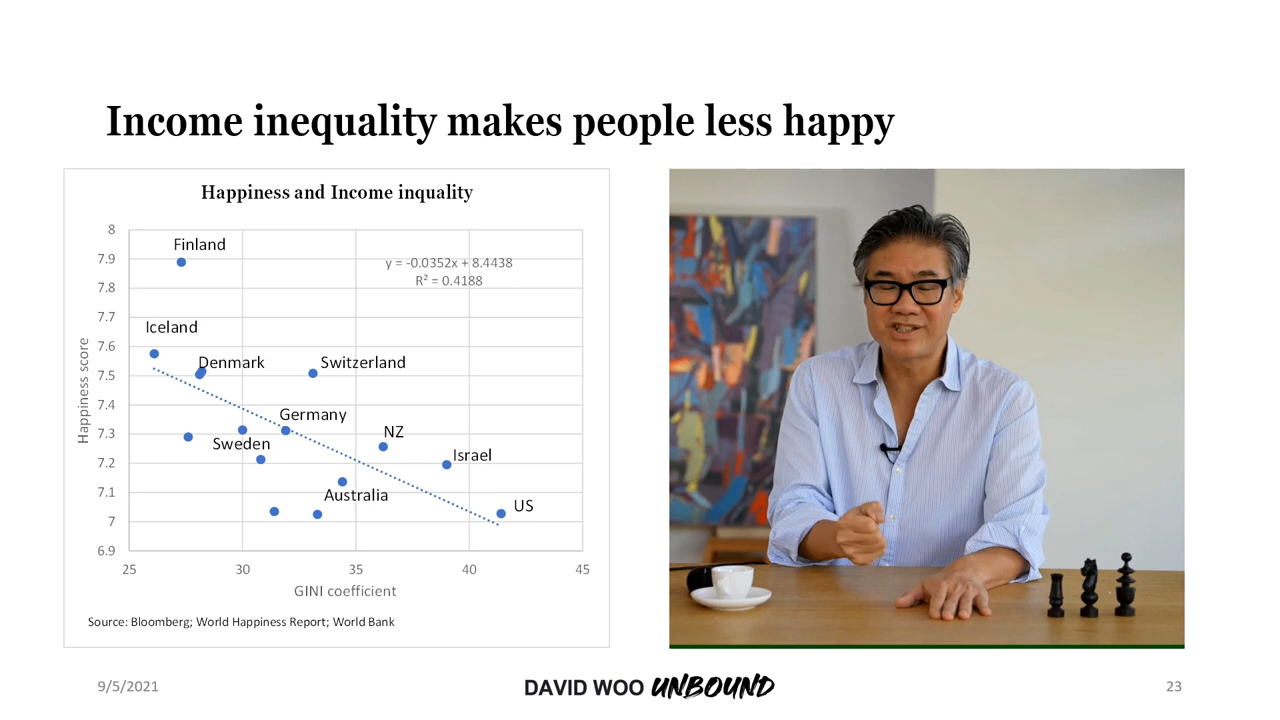 Income inequality makes people less happy
Happiness and Income inquality
8
7.9
7.8
7.7
7.6
7.5
7.4
7.3
7.2
7.1
7
6.9
Happiness score
Finland
y = -0.0352x + 8.4438
R² = 0.4188
Iceland
Denmark
Switzerland
Germany
Sweden
NZ
Israel
Australia
US
25 30 35 40 45
GINI coefficient
Source: Bloomberg; World Happiness Report; World Bank
9/5/2021
DAVID WOO UNBOUND
23